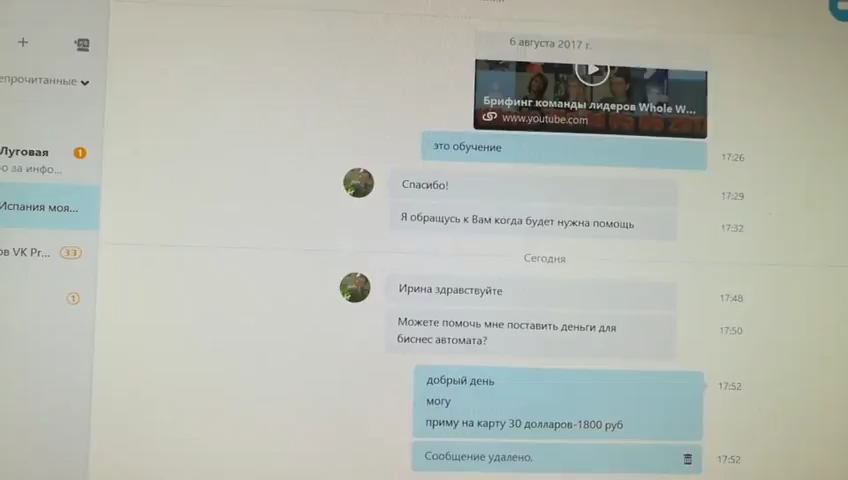 6 августа 2017 г.
Брифинг команды лидеров Whole W...
www.youtube.com
это обучение
17:26
Спасибо!
17:29
Я обращусь к Вам когда будет нужна помощь
17:32
Сегодня
Ирина здравствуйте
17:48
Можете помочь мне поставить деньги для
бизнес автомата?
17:50
добрый день
17:52
могу
приму на карту 30 долларов-1800 руб
Сообщение удалено.
17:52
епрочитанные
Луговая
1
о за инфо...
Испания моя...
ов VK Pr...
33
1